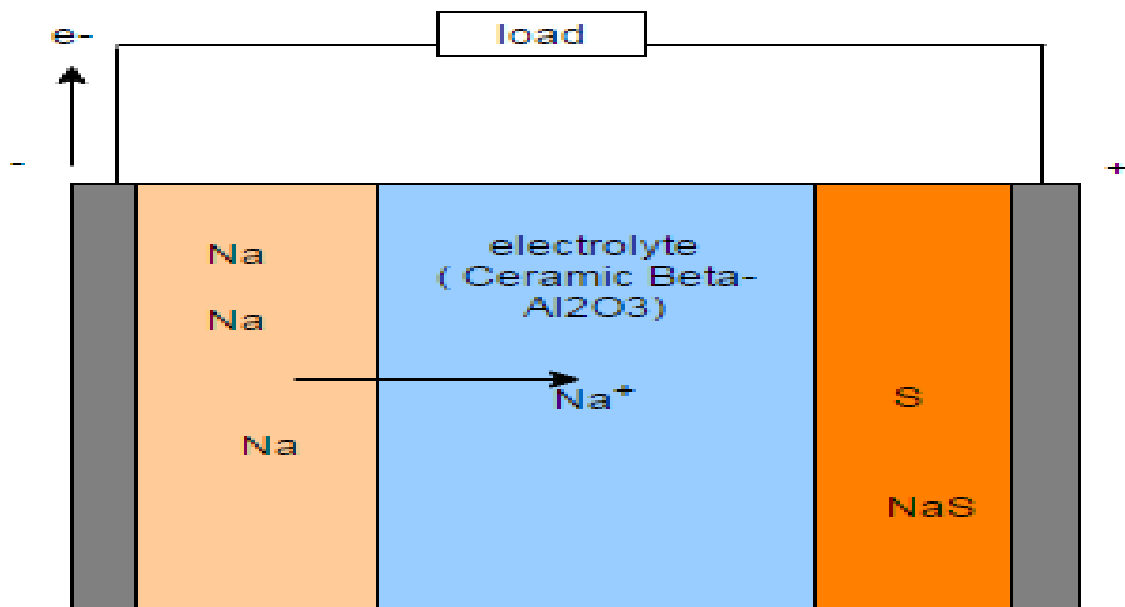 load
e-
-
+
Na
electrolyte
( Ceramic Beta-
Al2O3)
Na
Na⁺
S
Na
NaS